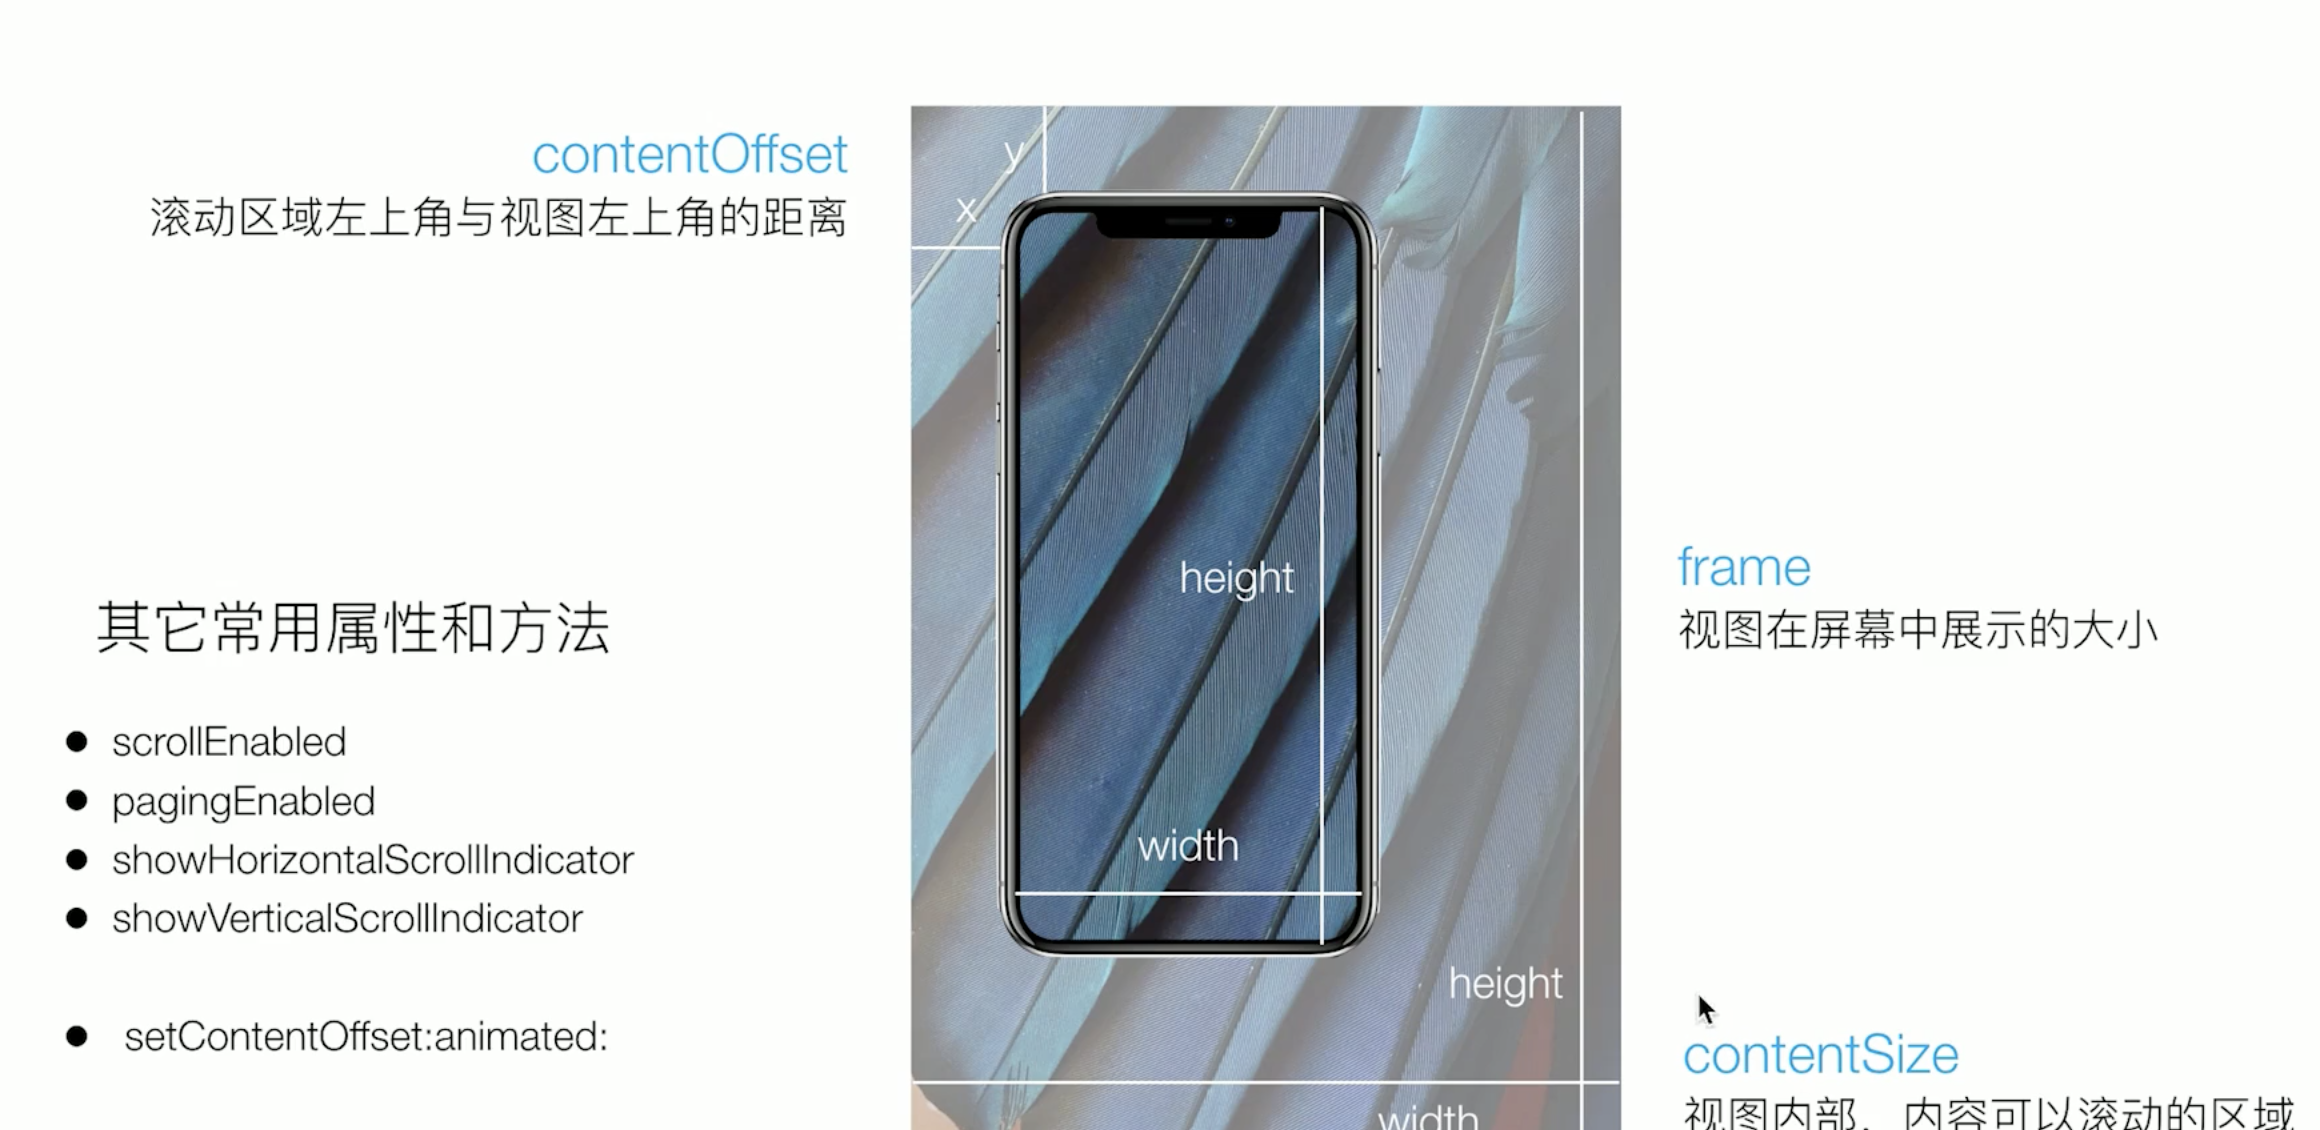 contentOffset
滚动区域左上角与视图左上角的距离
y
x
height
width
frame
视图在屏幕中展示的大小
其它常用属性和方法
● scrollEnabled
● pagingEnabled
● showHorizontalScrollIndicator
● showVerticalScrollIndicator
● setContentOffset:animated:
height
width
contentSize
视图内部，内容可以滚动的区域